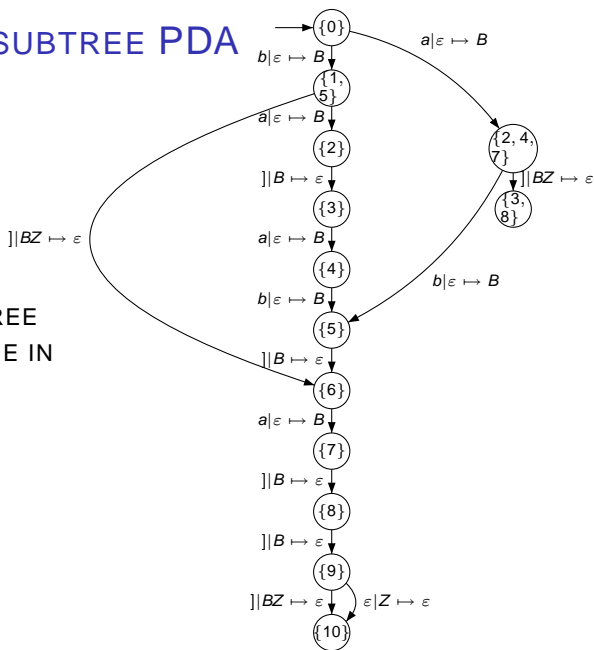 SUBTREE PDA
{0}
a|ε ↦ B
b|ε ↦ B
{1,
5}
a|ε ↦ B
{2}
{2, 4,
7}
]|B ↦ ε
]|BZ ↦ ε
{3}
{3,
8}
]|BZ ↦ ε
a|ε ↦ B
{4}
b|ε ↦ B
b|ε ↦ B
REE
E IN
{5}
]|B ↦ ε
{6}
a|ε ↦ B
{7}
]|B ↦ ε
{8}
]|B ↦ ε
{9}
]|BZ ↦ ε
ε|Z ↦ ε
{10}